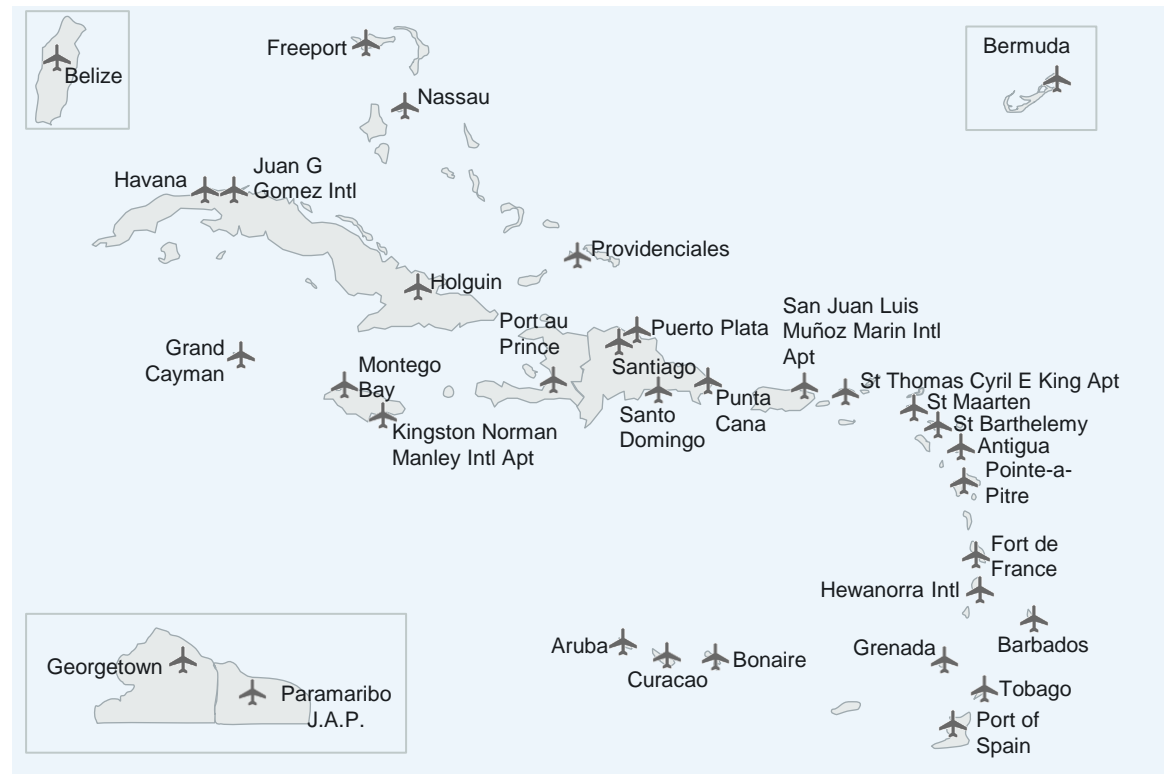 Belize
Freeport
Bermuda
Nassau
Havana
Juan G
Gomez Intl
Providenciales
Holguin
Port au
Prince
Puerto Plata
San Juan Luis
Muñoz Marin Intl
Apt
Grand
Cayman
Montego
Bay
Santiago
St Thomas Cyril E King Apt
Punta
Cana
St Maarten
Santo
Domingo
St Barthelemy
Kingston Norman
Manley Intl Apt
Antigua
Pointe-a-
Pitre
Fort de
France
Hewanorra Intl
Barbados
Aruba
Curacao
Bonaire
Grenada
Georgetown
Paramaribo
J.A.P.
Tobago
Port of
Spain